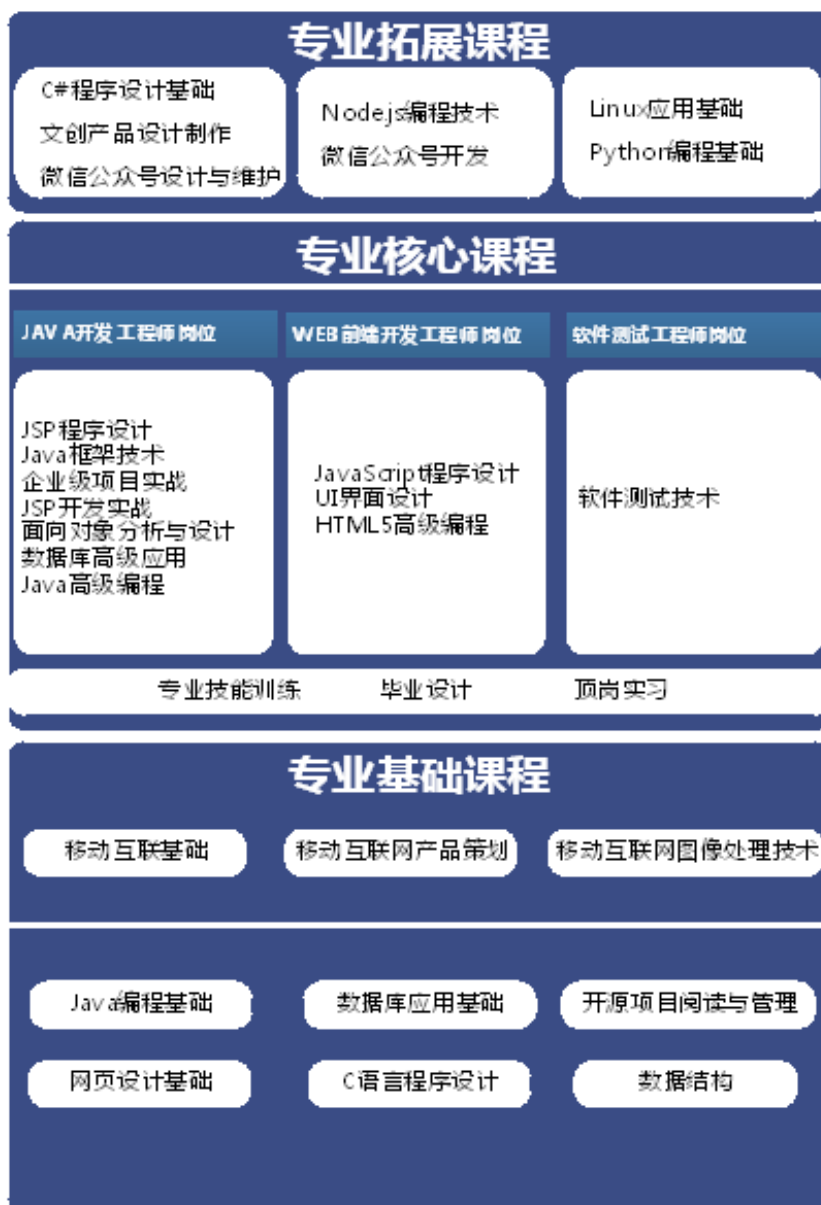 专业拓展课程
C#程序设计基础
文创产品设计制作
微信公众号设计与维护
Nodejs编程技术
微信公众号开发
Linux应用基础
Python编程基础
专业核心课程
JAVA开发工程师岗位
WEB前端开发工程师岗位
软件测试工程师岗位
JSP程序设计
Java框架技术
企业级项目实战
JSP开发实战
面向对象分析与设计
数据库高级应用
Java高级编程
JavaScript程序设计
UI界面设计
HTML5高级编程
软件测试技术
专业技能训练 毕业设计 顶岗实习
专业基础课程
移动互联基础 移动互联网产品策划 移动互联网图像处理技术
Java编程基础 数据库应用基础 开源项目阅读与管理
网页设计基础 C语言程序设计 数据结构